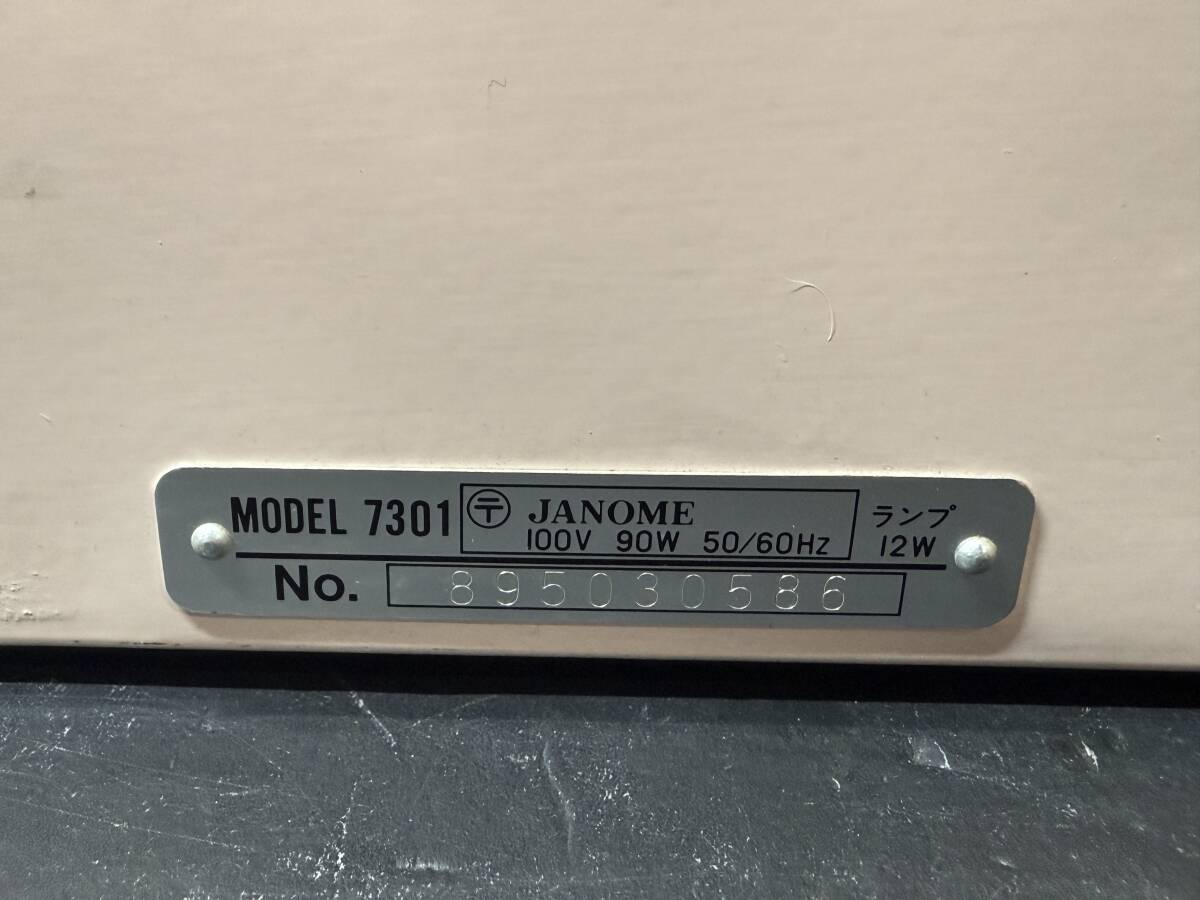 MODEL 7301 〶 JANOME ランプ
100V 90W 50/60Hz 12W
No. 895030586